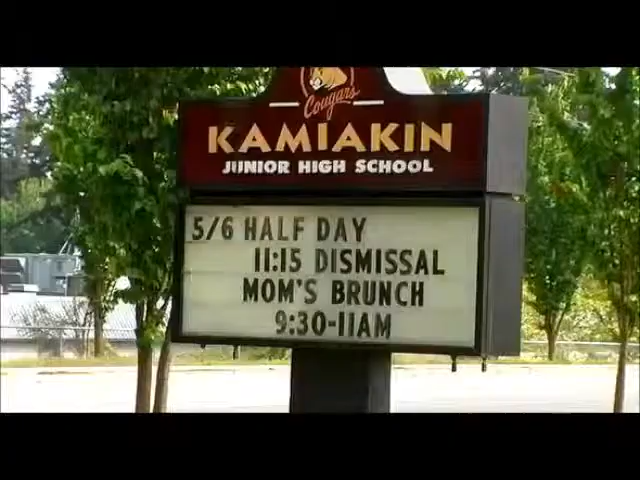 Cougars
KAMIAKIN
JUNIOR HIGH SCHOOL
5/6 HALF DAY
11:15 DISMISSAL
MOM'S BRUNCH
9:30-11AM